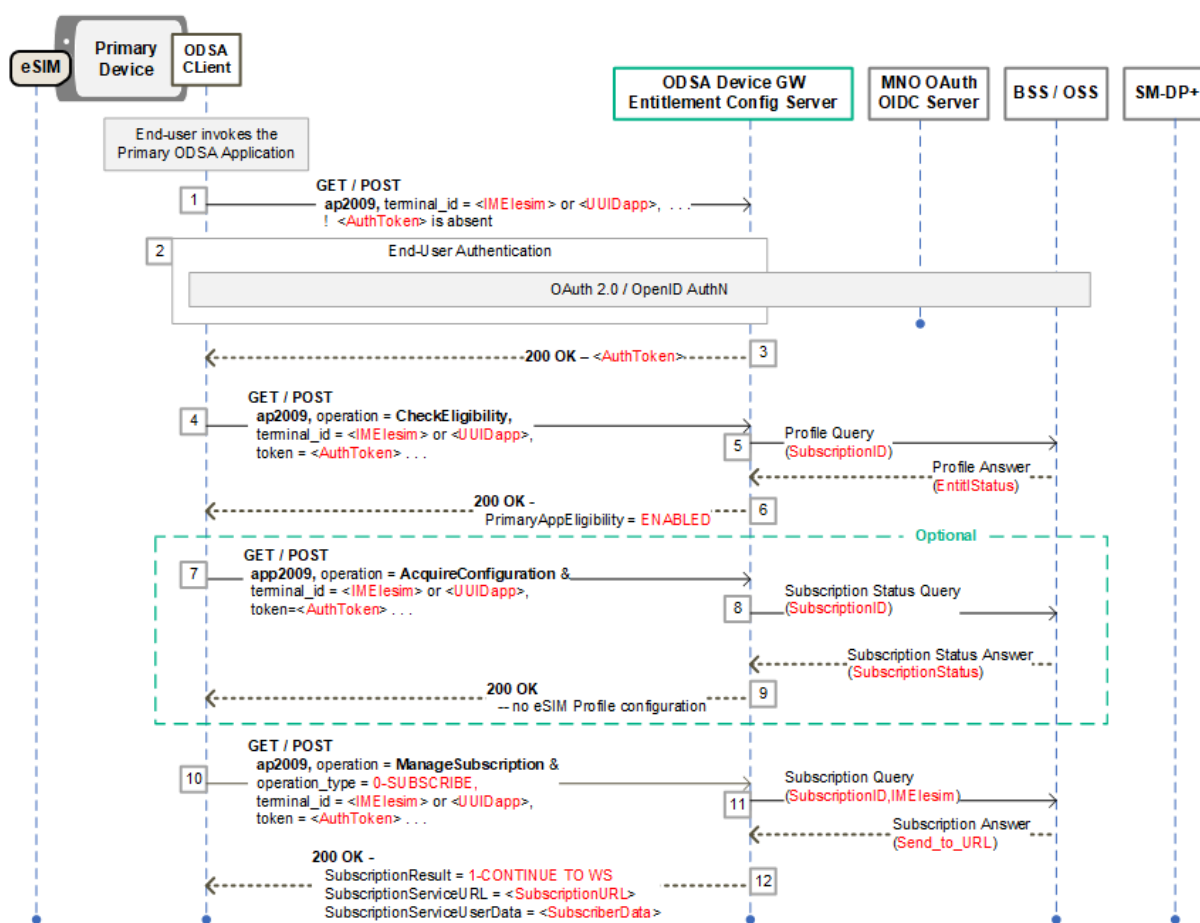 eSIM
Primary
Device
ODSA
CLient
ODSA Device GW
Entitlement Config Server
MNO OAuth
OIDC Server
BSS / OSS
SM-DP+
End-user invokes the
Primary ODSA Application
1
GET / POST
ap2009, terminal_id = <IMEIesim> or <UUIDapp>, . . .
! <AuthToken> is absent
2
End-User Authentication
OAuth 2.0 / OpenID AuthN
200 OK – <AuthToken>
3
4
GET / POST
ap2009, operation = CheckEligibility,
terminal_id = <IMEIesim> or <UUIDapp>,
token = <AuthToken> . . .
5
Profile Query
(SubscriptionID)
Profile Answer
(EntitlStatus)
200 OK -
PrimaryAppEligibility = ENABLED
6
Optional
7
GET / POST
app2009, operation = AcquireConfiguration &
terminal_id = <IMEIesim> or <UUIDapp>,
token=<AuthToken> . . .
8
Subscription Status Query
(SubscriptionID)
Subscription Status Answer
(SubscriptionStatus)
200 OK
-- no eSIM Profile configuration
9
10
GET / POST
ap2009, operation = ManageSubscription &
operation_type = 0-SUBSCRIBE,
terminal_id = <IMEIesim> or <UUIDapp>,
token = <AuthToken> . . .
11
Subscription Query
(SubscriptionID,IMEIesim)
Subscription Answer
(Send_to_URL)
200 OK -
SubscriptionResult = 1-CONTINUE TO WS
SubscriptionServiceURL = <SubscriptionURL>
SubscriptionServiceUserData = <SubscriberData>
12